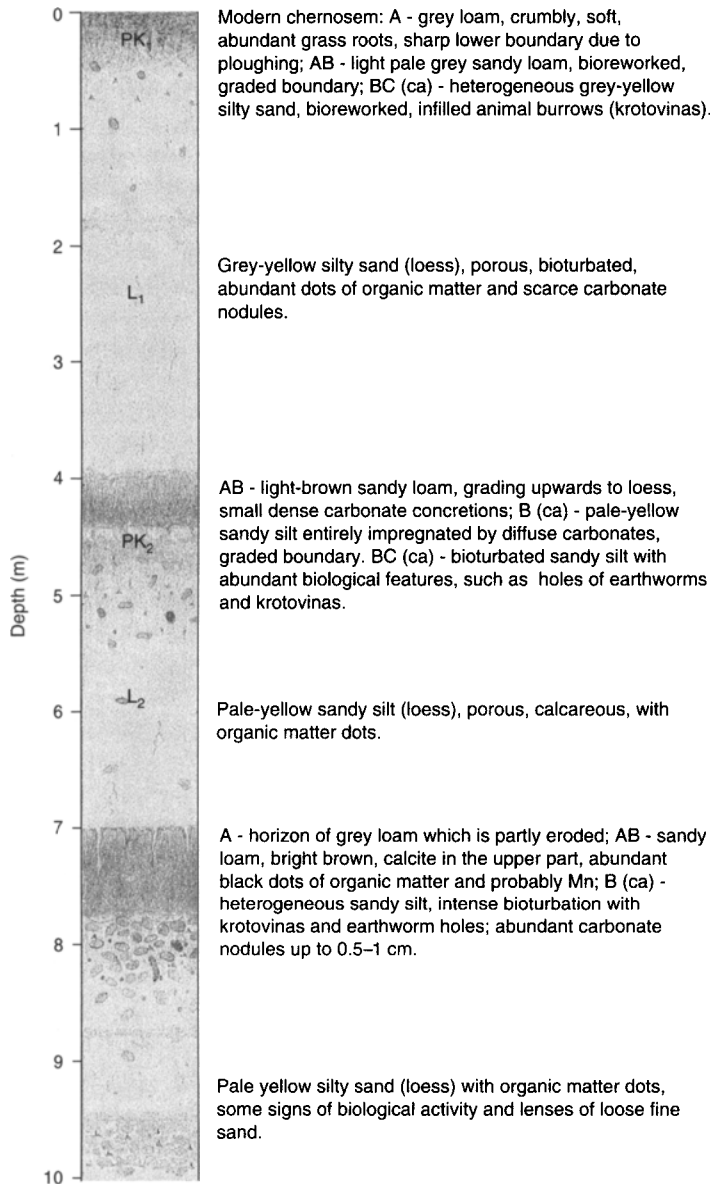 0
PK1
Modern chernosem: A - grey loam, crumbly, soft,
abundant grass roots, sharp lower boundary due to
ploughing; AB - light pale grey sandy loam, bioreworked,
graded boundary; BC (ca) - heterogeneous grey-yellow
silty sand, bioreworked, infilled animal burrows (krotovinas).
1
2
L1
Grey-yellow silty sand (loess), porous, bioturbated,
abundant dots of organic matter and scarce carbonate
nodules.
3
4
PK2
AB - light-brown sandy loam, grading upwards to loess,
small dense carbonate concretions; B (ca) - pale-yellow
sandy silt entirely impregnated by diffuse carbonates,
graded boundary. BC (ca) - bioturbated sandy silt with
abundant biological features, such as holes of earthworms
and krotovinas.
5
Depth (m)
L2
6
Pale-yellow sandy silt (loess), porous, calcareous, with
organic matter dots.
7
A - horizon of grey loam which is partly eroded; AB - sandy
loam, bright brown, calcite in the upper part, abundant
black dots of organic matter and probably Mn; B (ca) -
heterogeneous sandy silt, intense bioturbation with
krotovinas and earthworm holes; abundant carbonate
nodules up to 0.5–1 cm.
8
9
Pale yellow silty sand (loess) with organic matter dots,
some signs of biological activity and lenses of loose fine
sand.
10